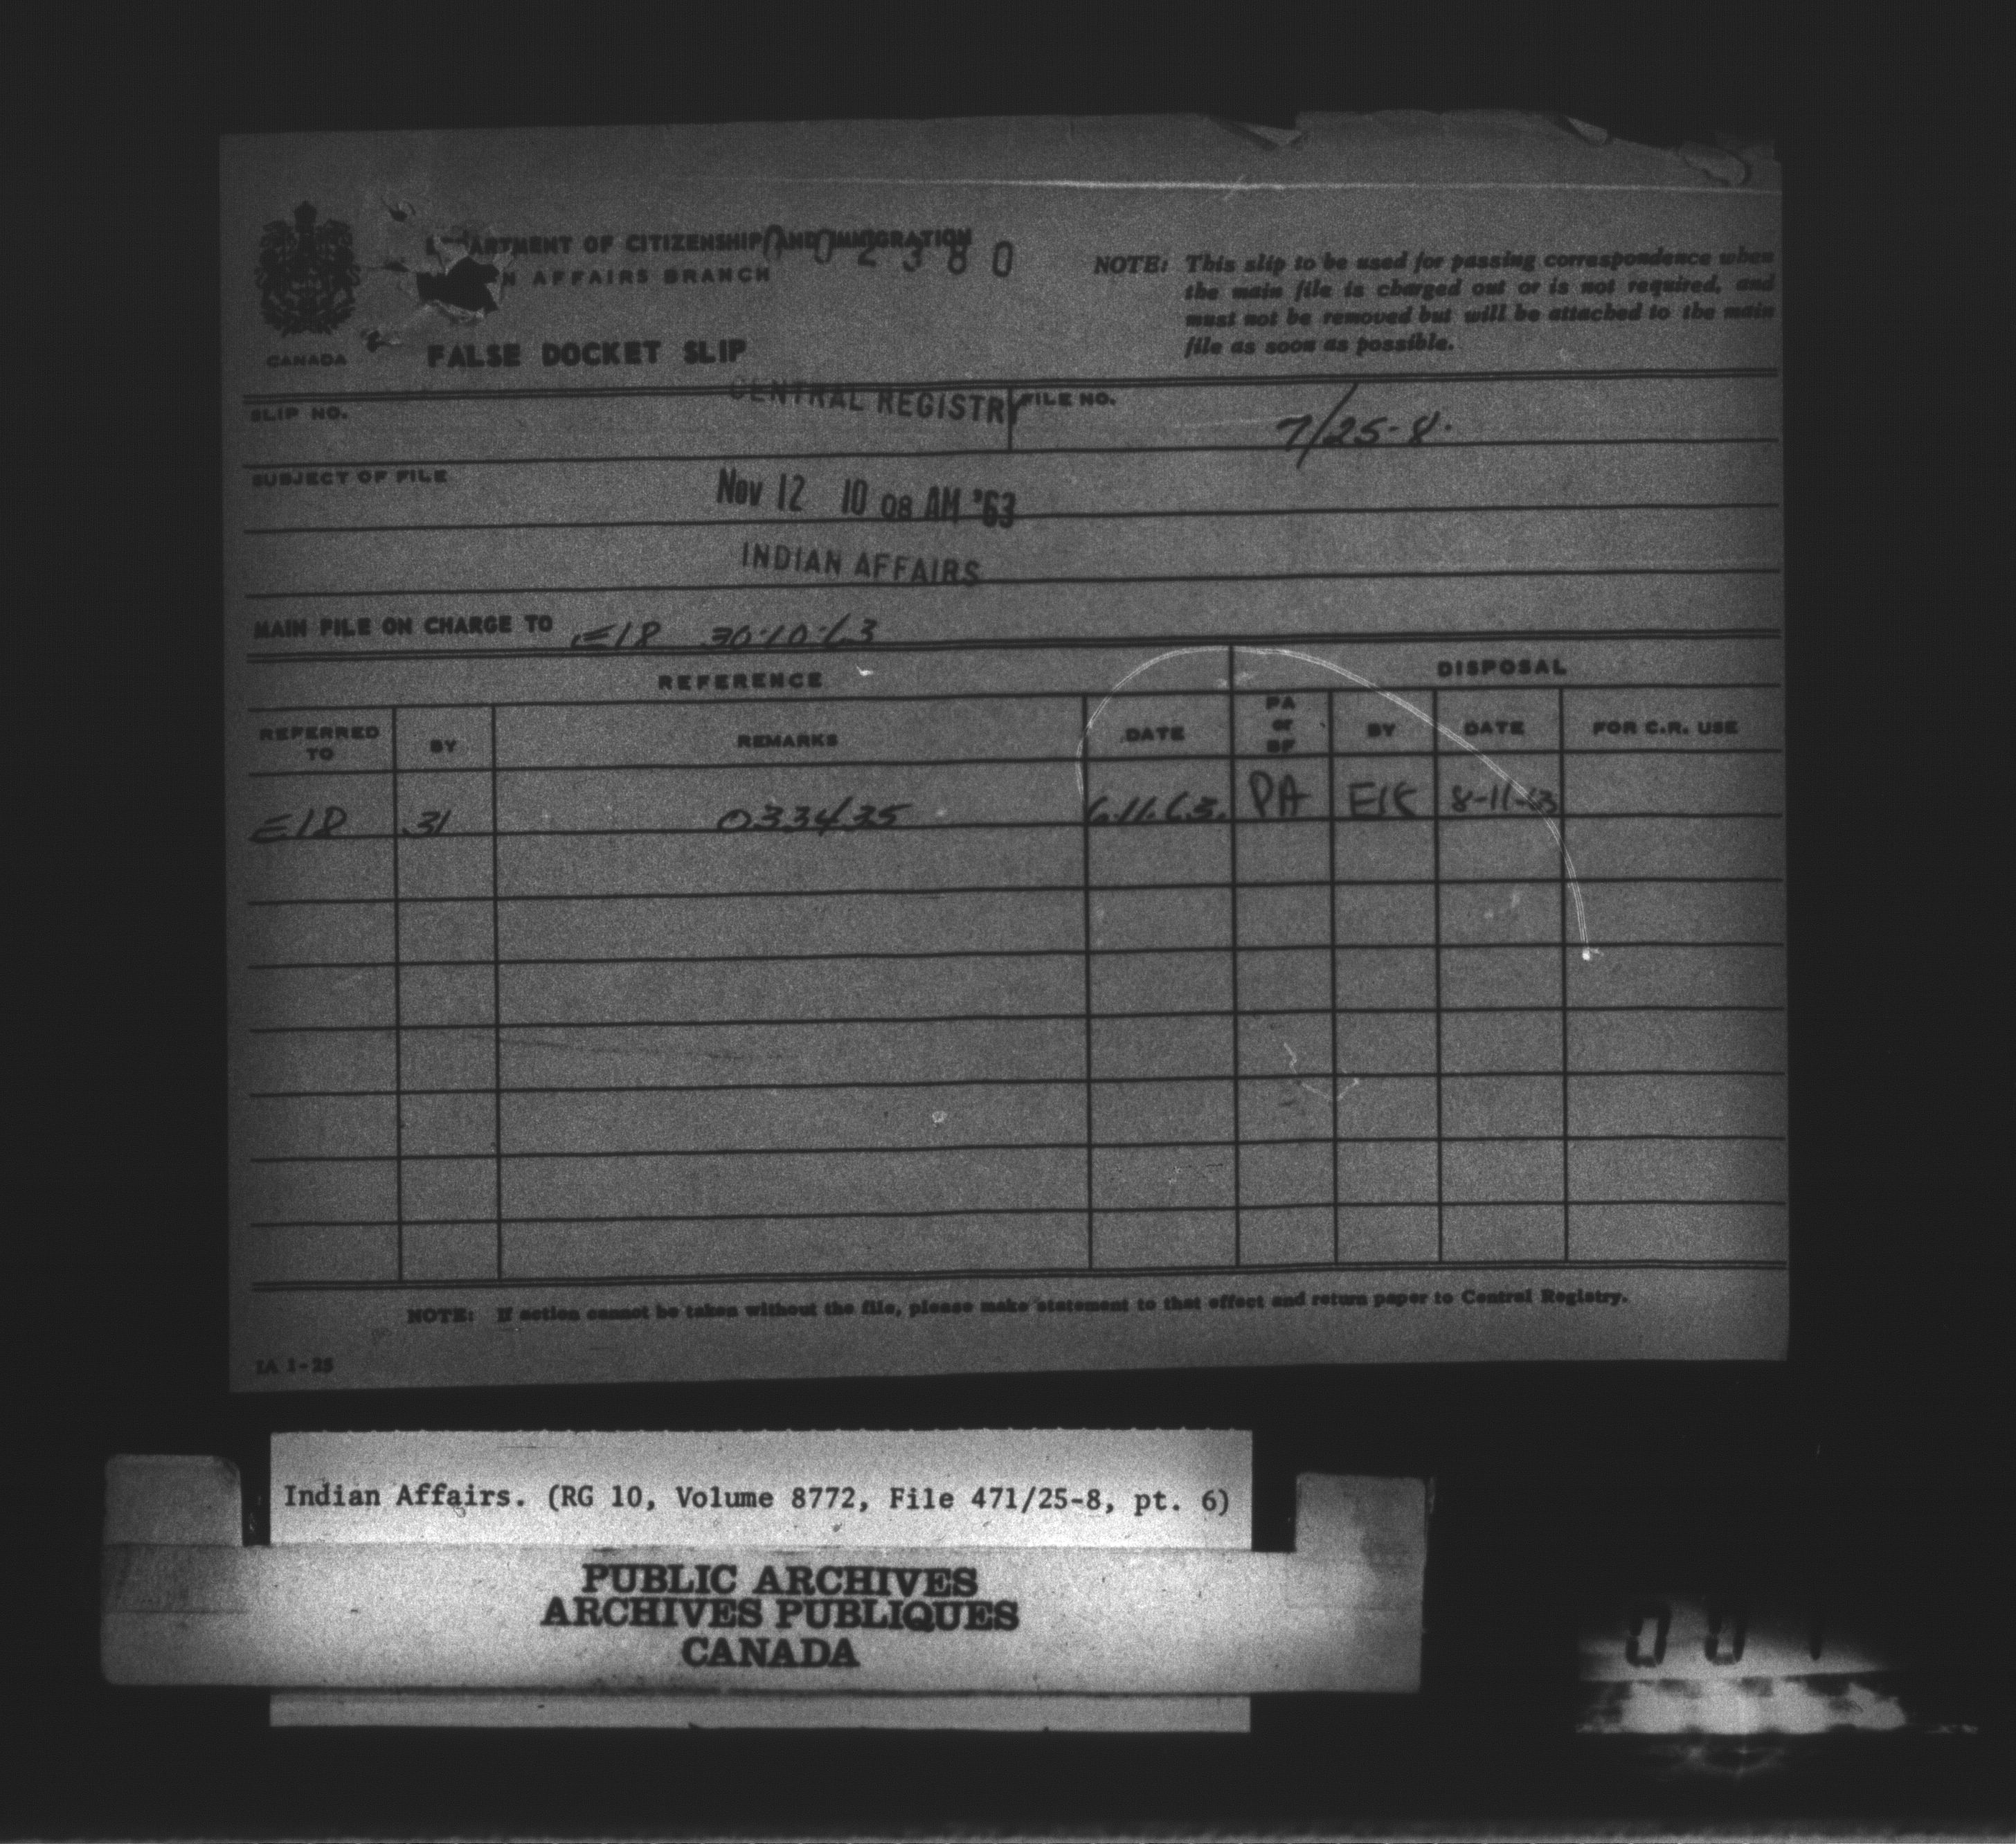 DEPARTMENT OF CITIZENSHIP AND IMMIGRATION
002380
N AFFAIRS BRANCH
CANADA
FALSE DOCKET SLIP
NOTE: This slip to be used for passing correspondence when
the main file is charged out or is not required, and
must not be removed but will be attached to the main
file as soon as possible.
SLIP NO.
CENTRAL REGISTRY
FILE NO.
7/25-8.
SUBJECT OF FILE
Nov 12 10 08 AM '63
INDIAN AFFAIRS
MAIN FILE ON CHARGE TO E18 30.10.63
REFERENCE
DISPOSAL
REFERRED TO
BY
REMARKS
DATE
PA or BF
BY
DATE
FOR C.R. USE
E18 31 033435 6.11.63. PA E18 8-11-63
NOTE: If action cannot be taken without the file, please make statement to that effect and return paper to Central Registry.
IA 1-25
Indian Affairs. (RG 10, Volume 8772, File 471/25-8, pt. 6)
PUBLIC ARCHIVES
ARCHIVES PUBLIQUES
CANADA
001